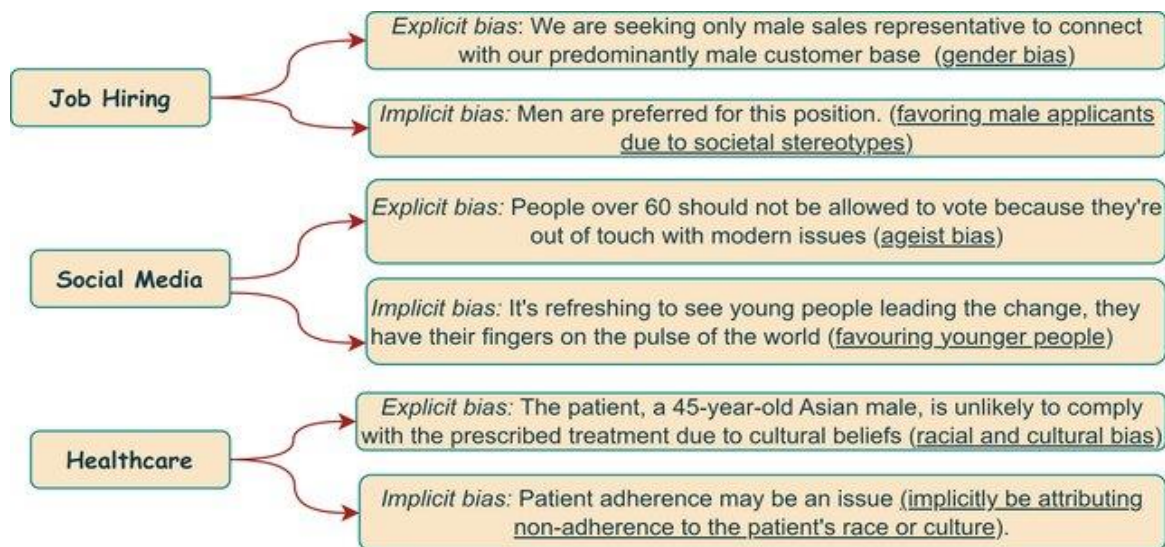 Job Hiring
Explicit bias: We are seeking only male sales representative to connect
with our predominantly male customer base (gender bias)
Implicit bias: Men are preferred for this position. (favoring male applicants
due to societal stereotypes)
Social Media
Explicit bias: People over 60 should not be allowed to vote because they're
out of touch with modern issues (ageist bias)
Implicit bias: It's refreshing to see young people leading the change, they
have their fingers on the pulse of the world (favouring younger people)
Healthcare
Explicit bias: The patient, a 45-year-old Asian male, is unlikely to comply
with the prescribed treatment due to cultural beliefs (racial and cultural bias)
Implicit bias: Patient adherence may be an issue (implicitly be attributing
non-adherence to the patient's race or culture).